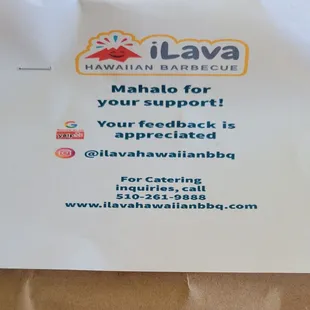 iLava
HAWAIIAN BARBECUE
Mahalo for
your support!
Your feedback is
appreciated
@ilavahawaiianbbq
For Catering
inquiries, call
510-261-9888
www.ilavahawaiianbbq.com